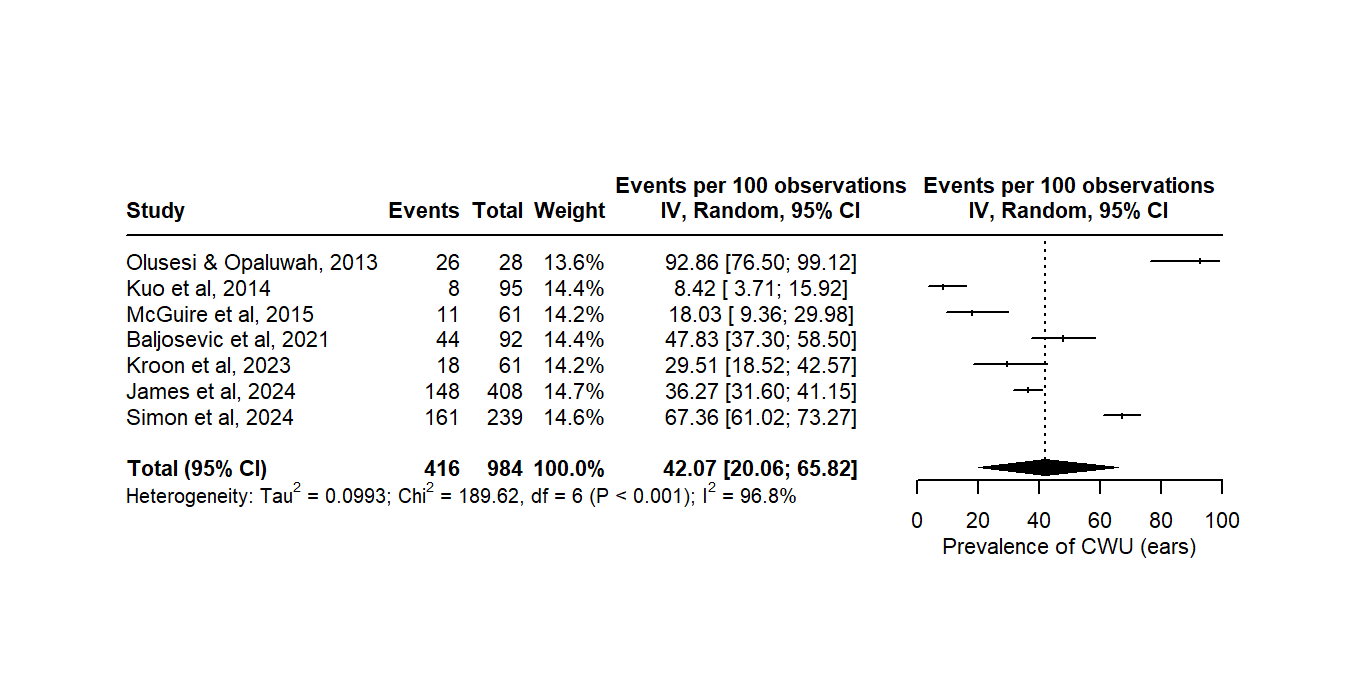 Events per 100 observations Events per 100 observations
Study Events Total Weight IV, Random, 95% CI IV, Random, 95% CI
Olusesi & Opaluwah, 2013 26 28 13.6% 92.86 [76.50; 99.12]
Kuo et al, 2014 8 95 14.4% 8.42 [ 3.71; 15.92]
McGuire et al, 2015 11 61 14.2% 18.03 [ 9.36; 29.98]
Baljosevic et al, 2021 44 92 14.4% 47.83 [37.30; 58.50]
Kroon et al, 2023 18 61 14.2% 29.51 [18.52; 42.57]
James et al, 2024 148 408 14.7% 36.27 [31.60; 41.15]
Simon et al, 2024 161 239 14.6% 67.36 [61.02; 73.27]
Total (95% CI) 416 984 100.0% 42.07 [20.06; 65.82]
Heterogeneity: Tau² = 0.0993; Chi² = 189.62, df = 6 (P < 0.001); I² = 96.8%
0 20 40 60 80 100
Prevalence of CWU (ears)